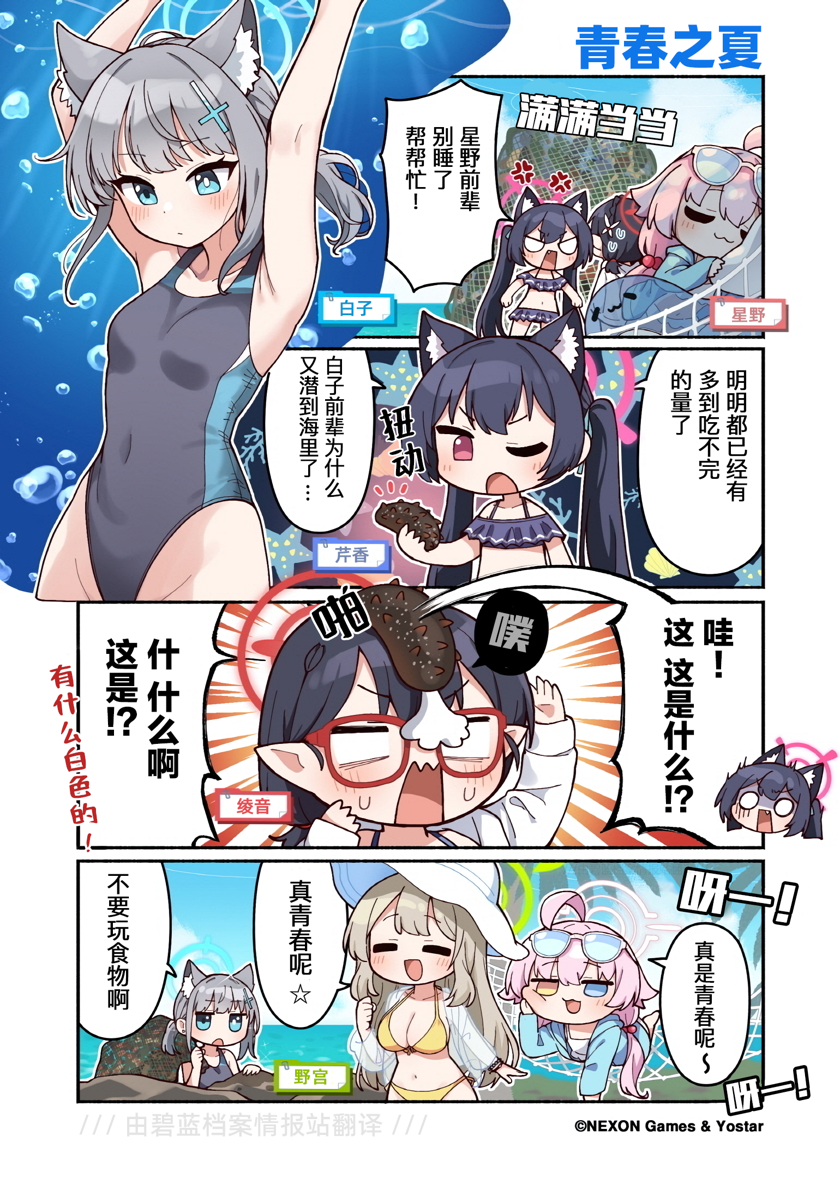 青春之夏
满满当当
星野前辈
别睡了
帮帮忙！
白子
星野
明明都已经有
多到吃不完
的量了
扭动
白子前辈为什么
又潜到海里了…
芹香
哇！
这 这是什么!?
噗
啪
什 什么啊
这是!?
有什么白色的！
绫音
呀—！
真是青春呢～
呀—！
真青春呢☆
不要玩食物啊
野宫
/// 由碧蓝档案情报站翻译 ///
©NEXON Games & Yostar